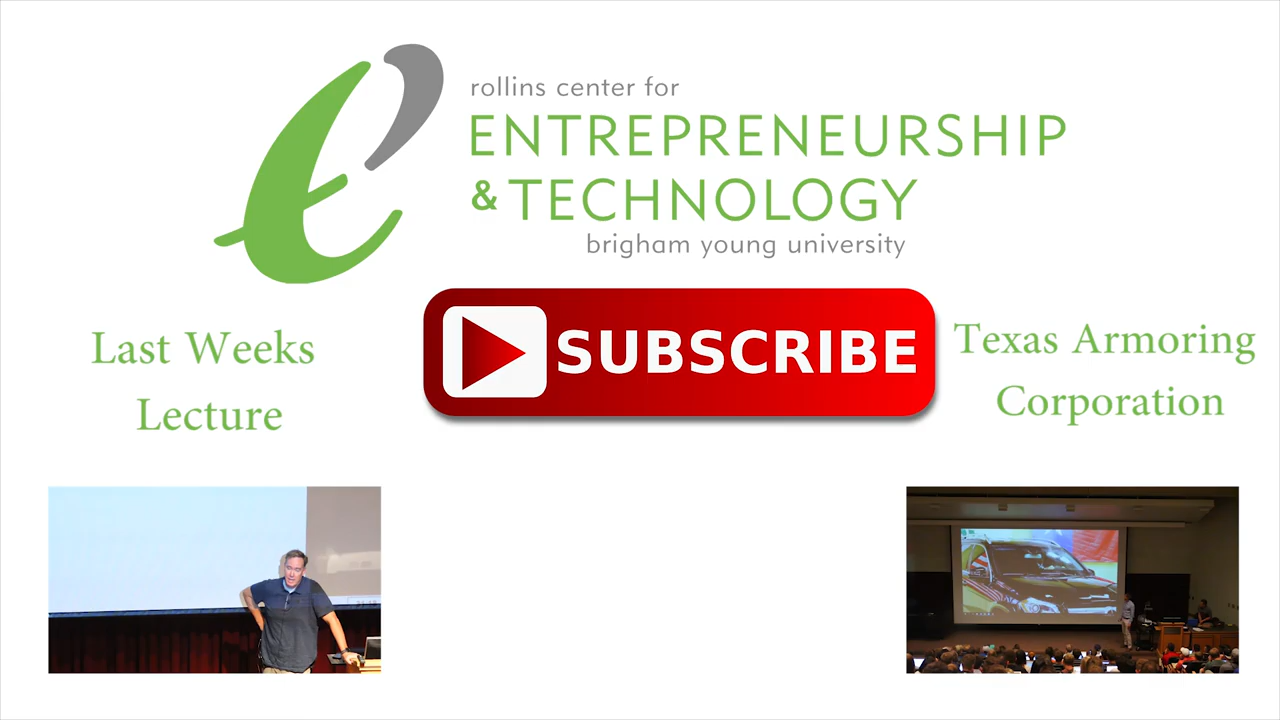 rollins center for
ENTREPRENEURSHIP
& TECHNOLOGY
brigham young university
SUBSCRIBE
Last Weeks
Lecture
Texas Armoring
Corporation